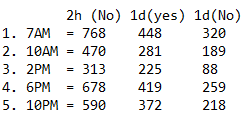 2h (No) 1d(yes) 1d(No)
1. 7AM = 768 448 320
2. 10AM = 470 281 189
3. 2PM = 313 225 88
4. 6PM = 678 419 259
5. 10PM = 590 372 218